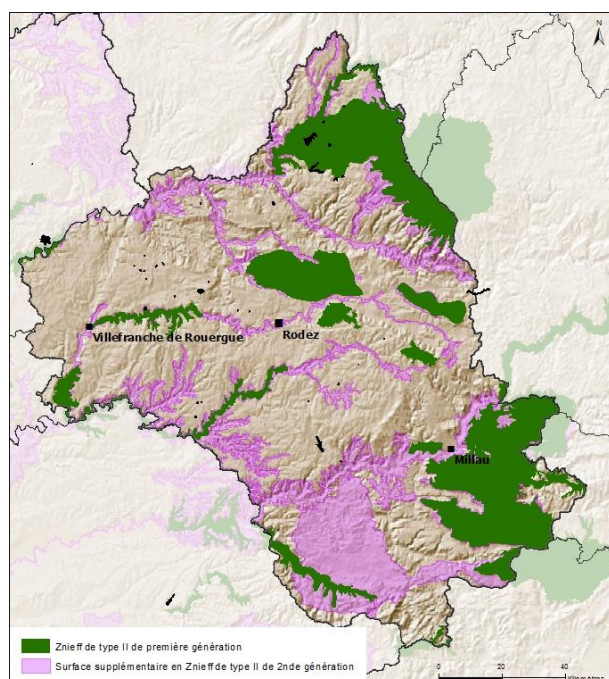 N
Villefranche de Rouergue
Rodez
Millau
Znieff de type II de première génération
Surface supplémentaire en Znieff de type II de 2nde génération
0 20 40
Kilomètres